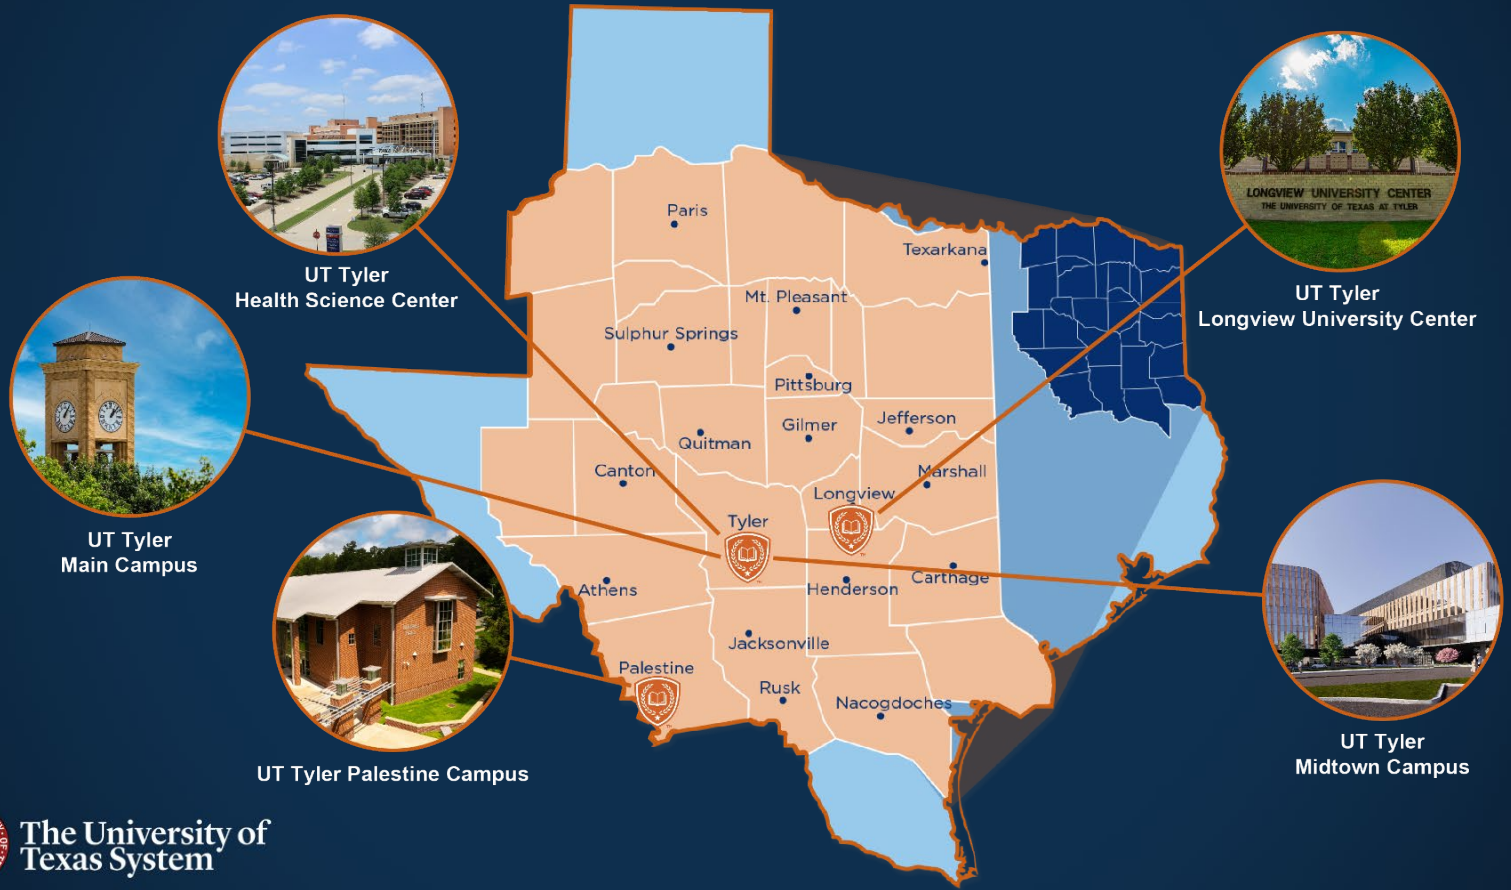 UT Tyler
Health Science Center
UT Tyler
Main Campus
UT Tyler Palestine Campus
Paris
Texarkana
Mt. Pleasant
Sulphur Springs
Pittsburg
Gilmer
Jefferson
Quitman
Canton
Marshall
Longview
Tyler
Athens
Henderson
Carthage
Jacksonville
Palestine
Rusk
Nacogdoches
LONGVIEW UNIVERSITY CENTER
THE UNIVERSITY OF TEXAS AT TYLER
UT Tyler
Longview University Center
UT Tyler
Midtown Campus
The University of
Texas System